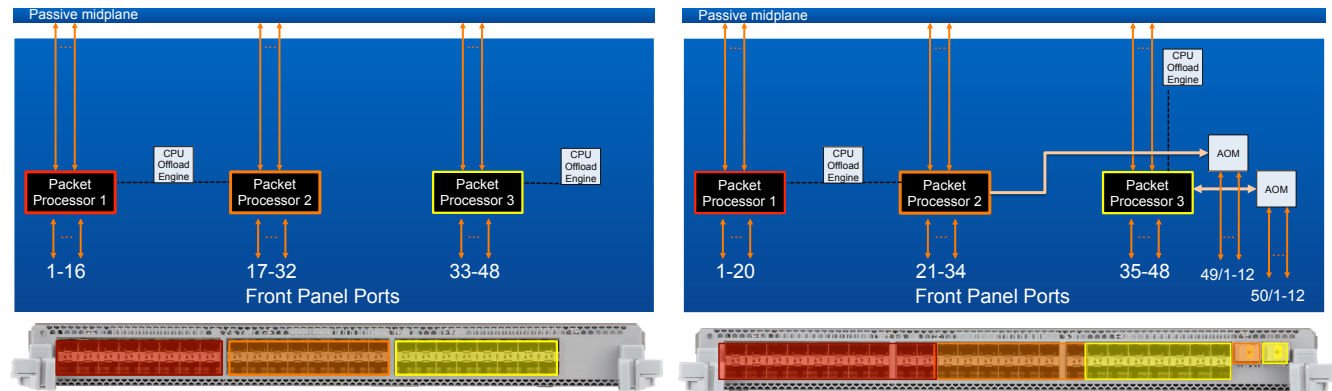 Passive midplane
...
...
...
CPU
Offload
Engine
CPU
Offload
Engine
Packet
Processor 1
Packet
Processor 2
Packet
Processor 3
...
...
...
1-16
17-32
33-48
Front Panel Ports
Passive midplane
...
...
...
CPU
Offload
Engine
CPU
Offload
Engine
AOM
AOM
Packet
Processor 1
Packet
Processor 2
Packet
Processor 3
...
...
...
...
...
1-20
21-34
35-48
49/1-12
50/1-12
Front Panel Ports